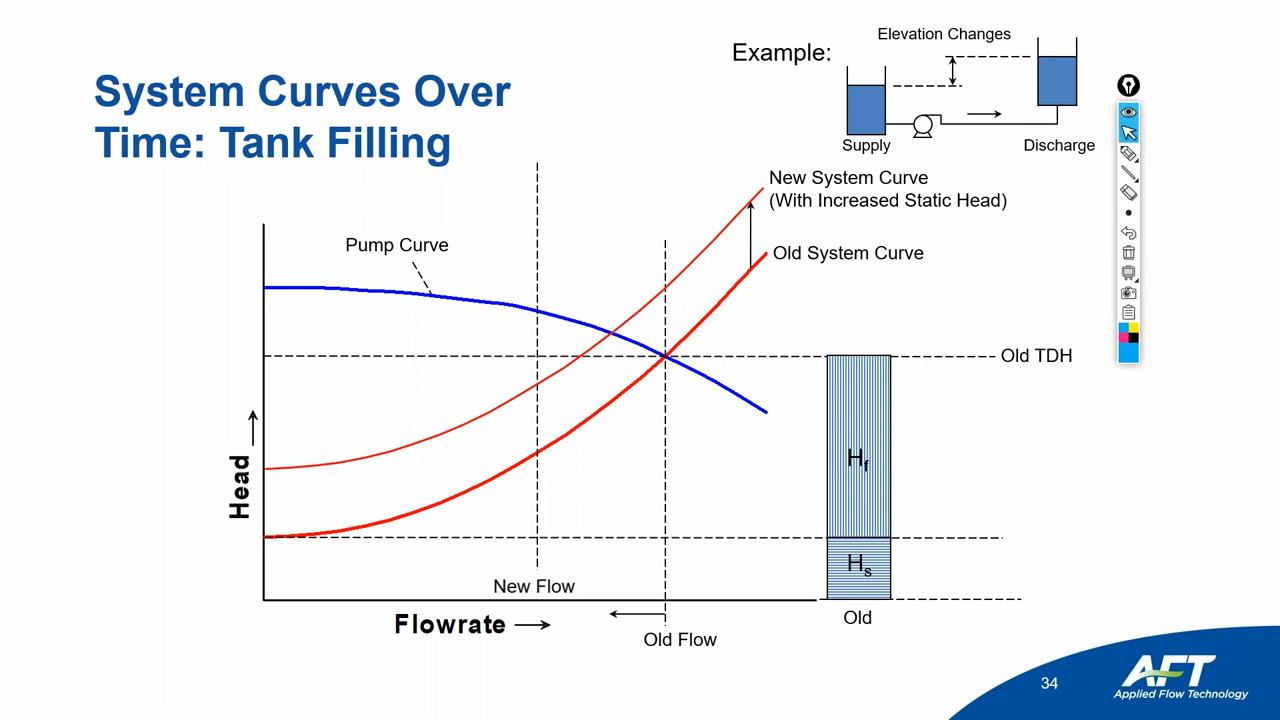 System Curves Over
Time: Tank Filling
Example:
Elevation Changes
Supply
Discharge
New System Curve
(With Increased Static Head)
Old System Curve
Pump Curve
Old TDH
Head
Hf
Hs
New Flow
Old
Flowrate
Old Flow
34
AFT
Applied Flow Technology